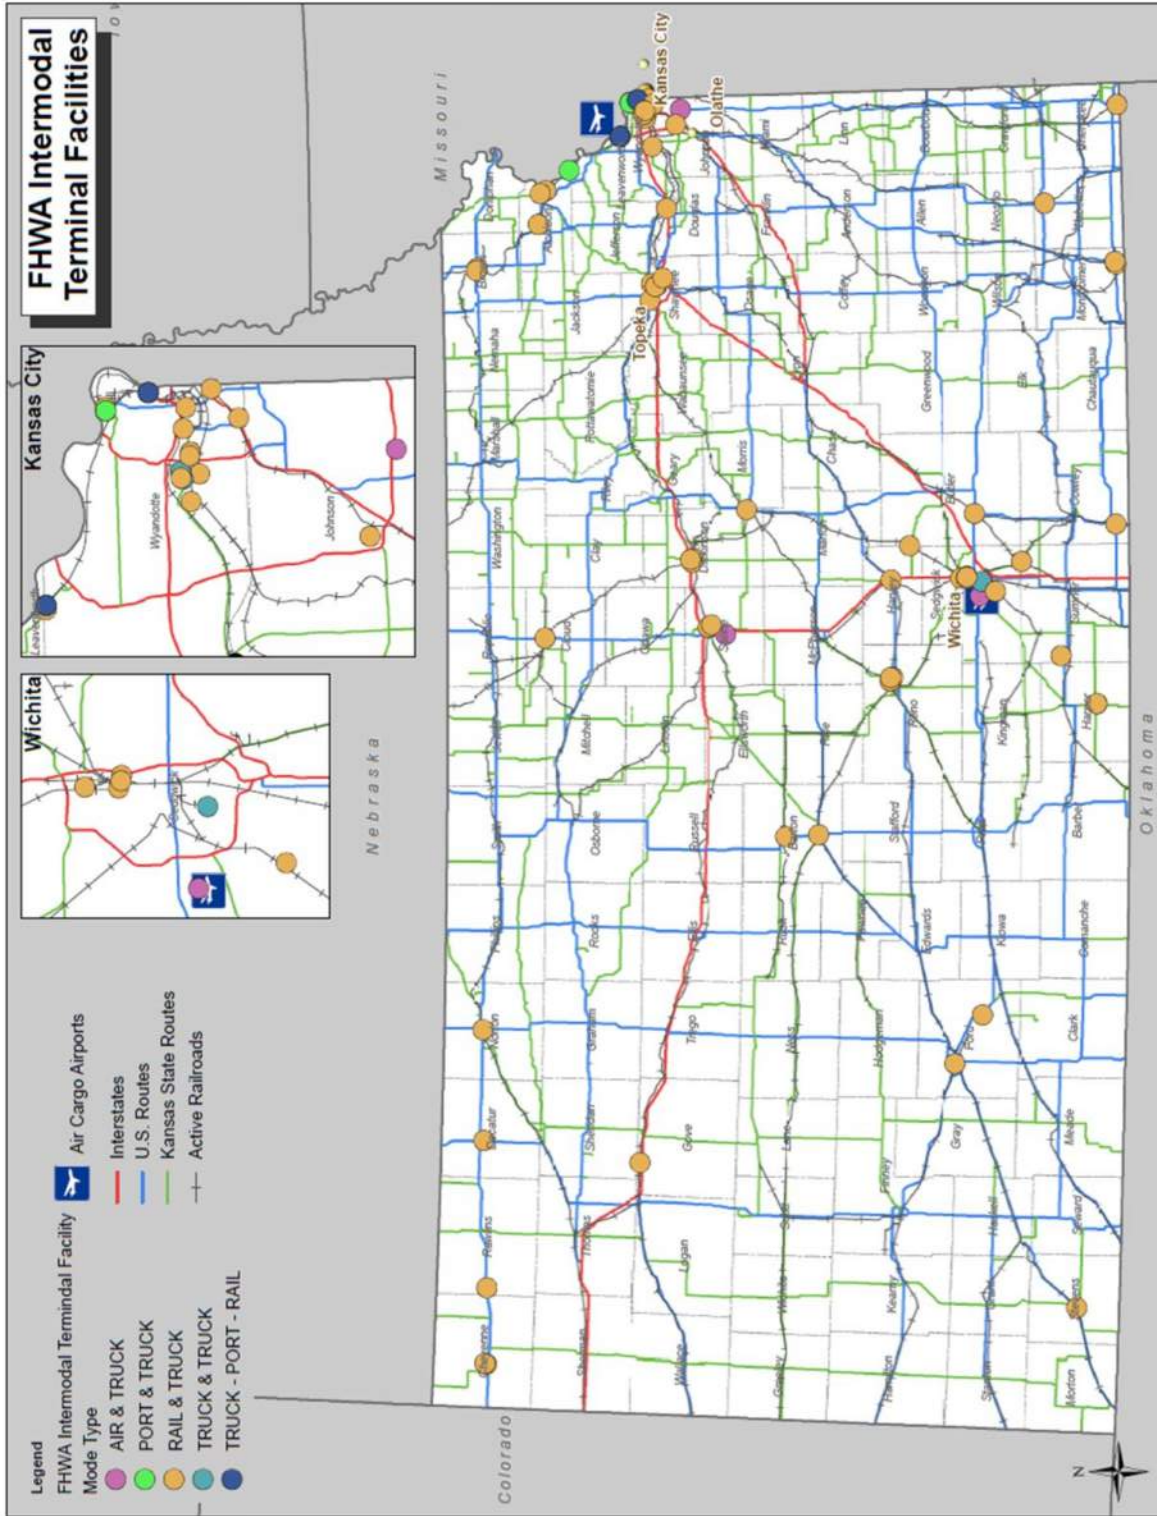 FHWA Intermodal
Terminal Facilities
Legend
FHWA Intermodal Termindal Facility
Mode Type
AIR & TRUCK
PORT & TRUCK
RAIL & TRUCK
TRUCK & TRUCK
TRUCK - PORT - RAIL
Air Cargo Airports
Interstates
U.S. Routes
Kansas State Routes
Active Railroads
Wichita
Sedgwick
Kansas City
Leavenworth
Wyandotte
Johnson
Missouri
Nebraska
Colorado
Oklahoma
N
Cheyenne
Rawlins
Decatur
Norton
Phillips
Smith
Jewell
Republic
Washington
Marshall
Nemaha
Brown
Doniphan
Sherman
Thomas
Sheridan
Graham
Rooks
Osborne
Mitchell
Cloud
Clay
Riley
Pottawatomie
Jackson
Atchison
Jefferson
Leavenworth
Wallace
Logan
Gove
Trego
Ellis
Russell
Lincoln
Ottawa
Dickinson
Geary
Wabaunsee
Topeka
Shawnee
Douglas
Johnson
Kansas City
Olathe
Greeley
Wichita
Scott
Lane
Ness
Rush
Barton
Ellsworth
Saline
Morris
Osage
Franklin
Miami
Hamilton
Kearny
Finney
Hodgman
Pawnee
Rice
McPherson
Marion
Chase
Lyon
Coffey
Anderson
Linn
Stanton
Grant
Haskell
Gray
Ford
Edwards
Stafford
Reno
Harvey
Sedgwick
Wichita
Butler
Greenwood
Woodson
Allen
Bourbon
Kiowa
Kingman
Elk
Wilson
Neosho
Crawford
Morton
Stevens
Seward
Meade
Clark
Comanche
Barber
Harper
Sumner
Cowley
Chautauqua
Montgomery
Labette
Cherokee